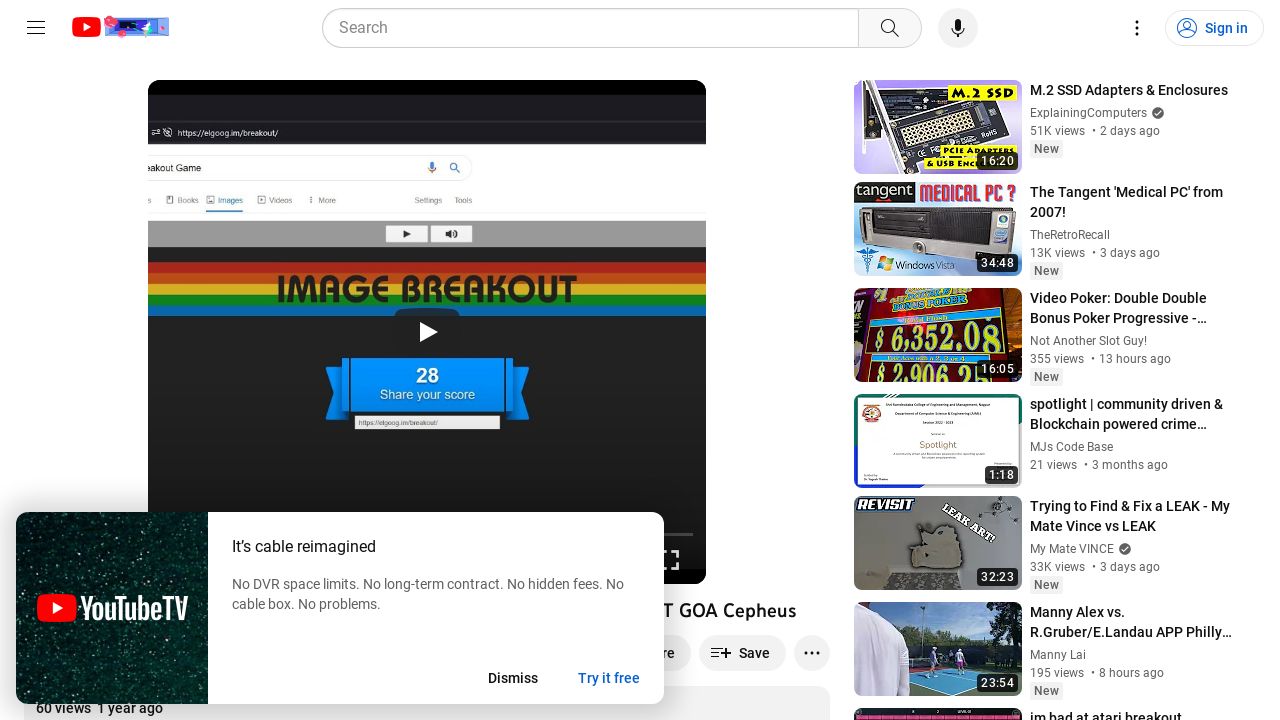 Search
Sign in
https://elgoog.im/breakout/
eakout Game
Books
Images
Videos
More
Settings
Tools
IMAGE BREAKOUT
28
Share your score
https://elgoog.im/breakout/
YouTubeTV
It’s cable reimagined
No DVR space limits. No long-term contract. No hidden fees. No
cable box. No problems.
Dismiss
Try it free
T GOA Cepheus
re
Save
60 views 1 year ago
M.2 SSD
PCIe ADAPTERS
& USB ENC
16:20
M.2 SSD Adapters & Enclosures
ExplainingComputers
51K views • 2 days ago
New
tangent MEDICAL PC ?
Windows Vista
34:48
The Tangent 'Medical PC' from
2007!
TheRetroRecall
13K views • 3 days ago
New
$ 6,352.08
$ 2,906.25
16:05
Video Poker: Double Double
Bonus Poker Progressive -…
Not Another Slot Guy!
355 views • 13 hours ago
New
Session 2022 - 2023
Spotlight
1:18
spotlight | community driven &
Blockchain powered crime…
MJs Code Base
21 views • 3 months ago
REVISIT
LEAK ART!
32:23
Trying to Find & Fix a LEAK - My
Mate Vince vs LEAK
My Mate VINCE
33K views • 3 days ago
New
23:54
Manny Alex vs.
R.Gruber/E.Landau APP Philly…
Manny Lai
195 views • 8 hours ago
New
im bad at atari breakout